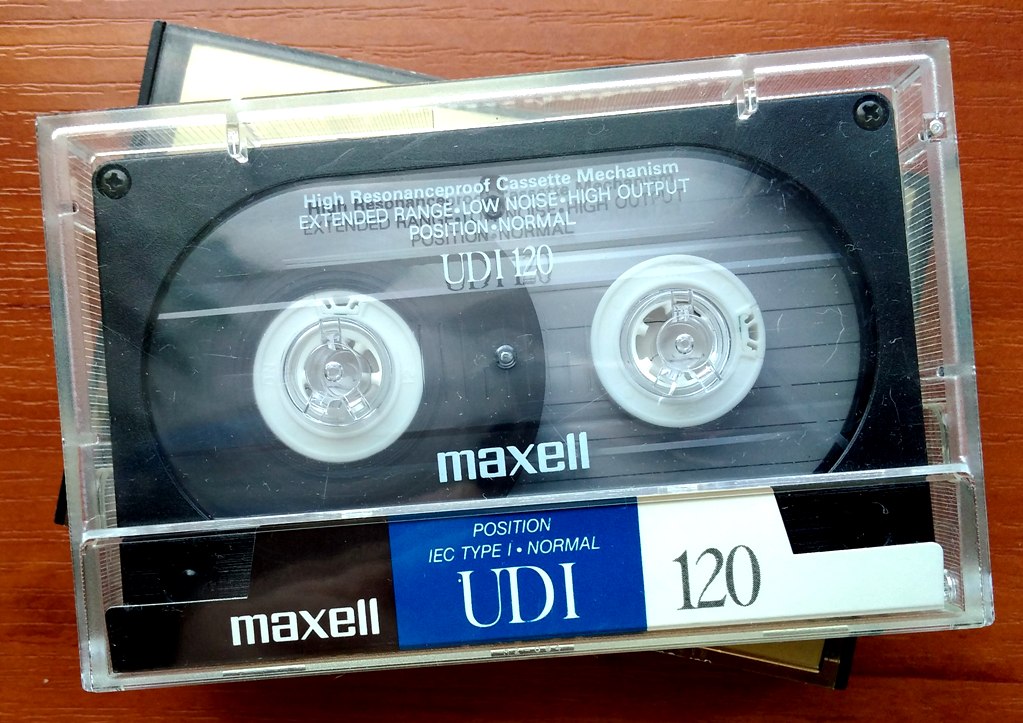 High Resonanceproof Cassette Mechanism
EXTENDED RANGE•LOW NOISE•HIGH OUTPUT
POSITION•NORMAL
UDI 120
maxell
POSITION
IEC TYPE I • NORMAL
UDI
120
maxell